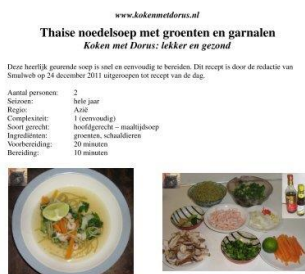 www.kokenmetdorus.nl
Thaise noedelsoep met groenten en garnalen
Koken met Dorus: lekker en gezond
Deze heerlijk geurende soep is snel en eenvoudig te bereiden. Dit recept is door de redactie van
Smulweb op 24 december 2011 uitgeroepen tot recept van de dag.
Aantal personen: 2
Seizoen: hele jaar
Regio: Azië
Complexiteit: 1 (eenvoudig)
Soort gerecht: hoofdgerecht – maaltijdsoep
Ingrediënten: groenten, schaaldieren
Voorbereiding: 20 minuten
Bereiding: 10 minuten